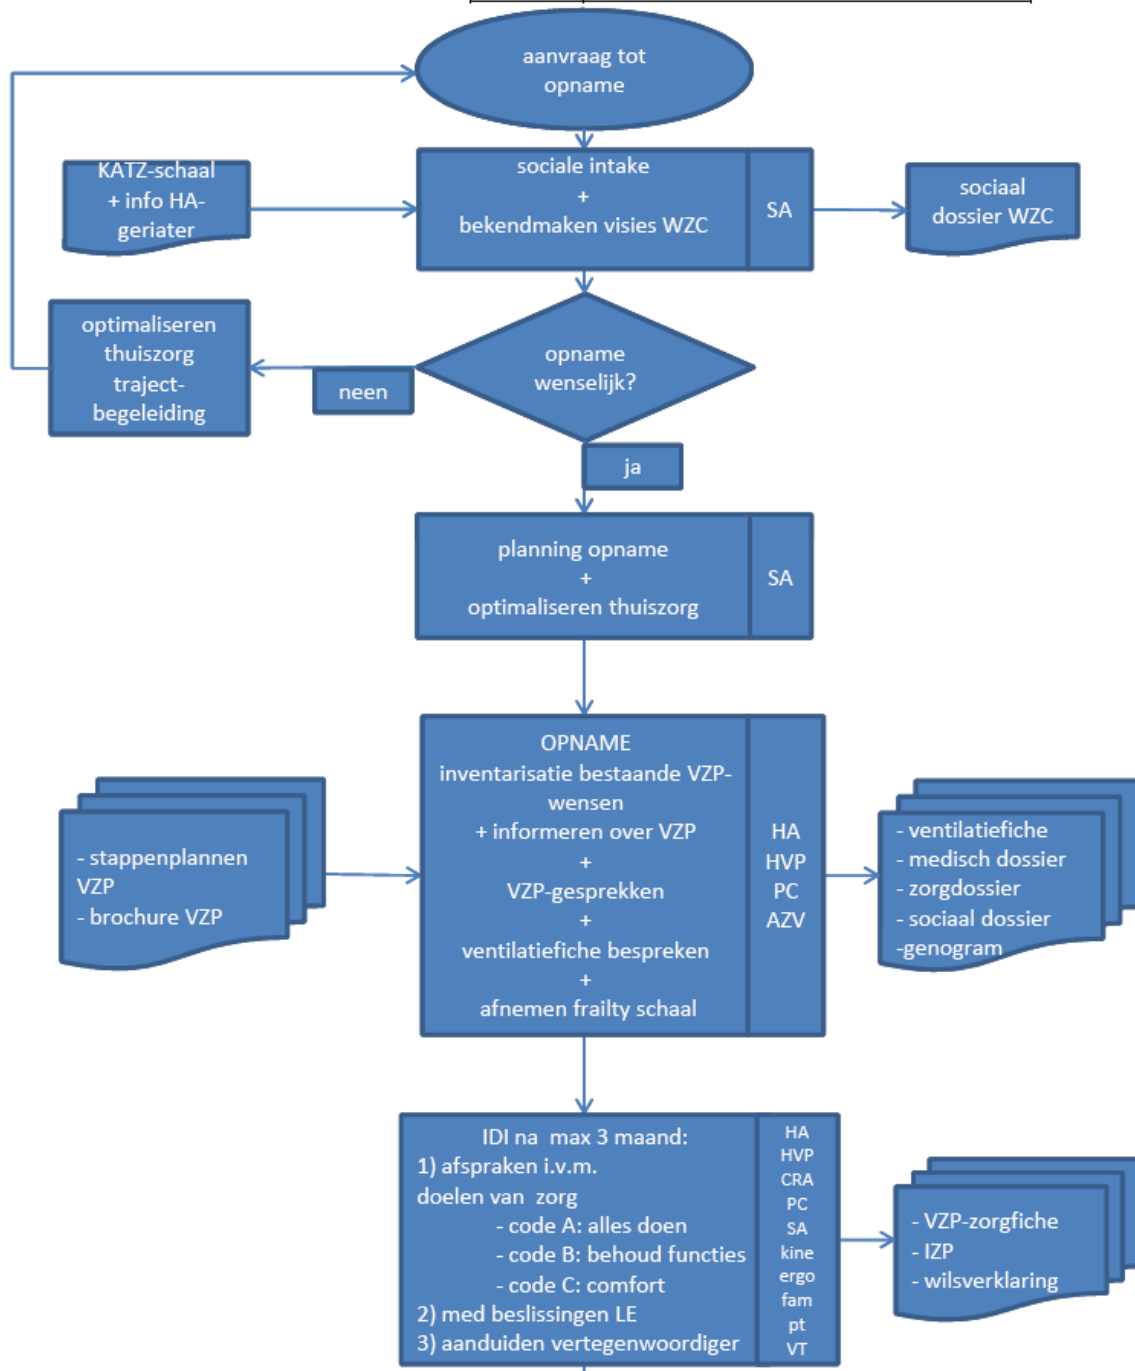 aanvraag tot
opname
KATZ-schaal
+ info HA-
geriater
sociale intake
+
bekendmaken visies WZC
SA
sociaal
dossier WZC
optimaliseren
thuiszorg
traject-
begeleiding
neen
opname
wenselijk?
ja
planning opname
+
optimaliseren thuiszorg
SA
- stappenplannen
VZP
- brochure VZP
OPNAME
inventarisatie bestaande VZP-
wensen
+ informeren over VZP
+
VZP-gesprekken
+
ventilatiefiche bespreken
+
afnemen frailty schaal
HA
HVP
PC
AZV
- ventilatiefiche
- medisch dossier
- zorgdossier
- sociaal dossier
-genogram
IDI na  max 3 maand:
1) afspraken i.v.m.
doelen van  zorg
- code A: alles doen
- code B: behoud functies
- code C: comfort
2) med beslissingen LE
3) aanduiden vertegenwoordiger
HA
HVP
CRA
PC
SA
kine
ergo
fam
pt
VT
- VZP-zorgfiche
- IZP
- wilsverklaring